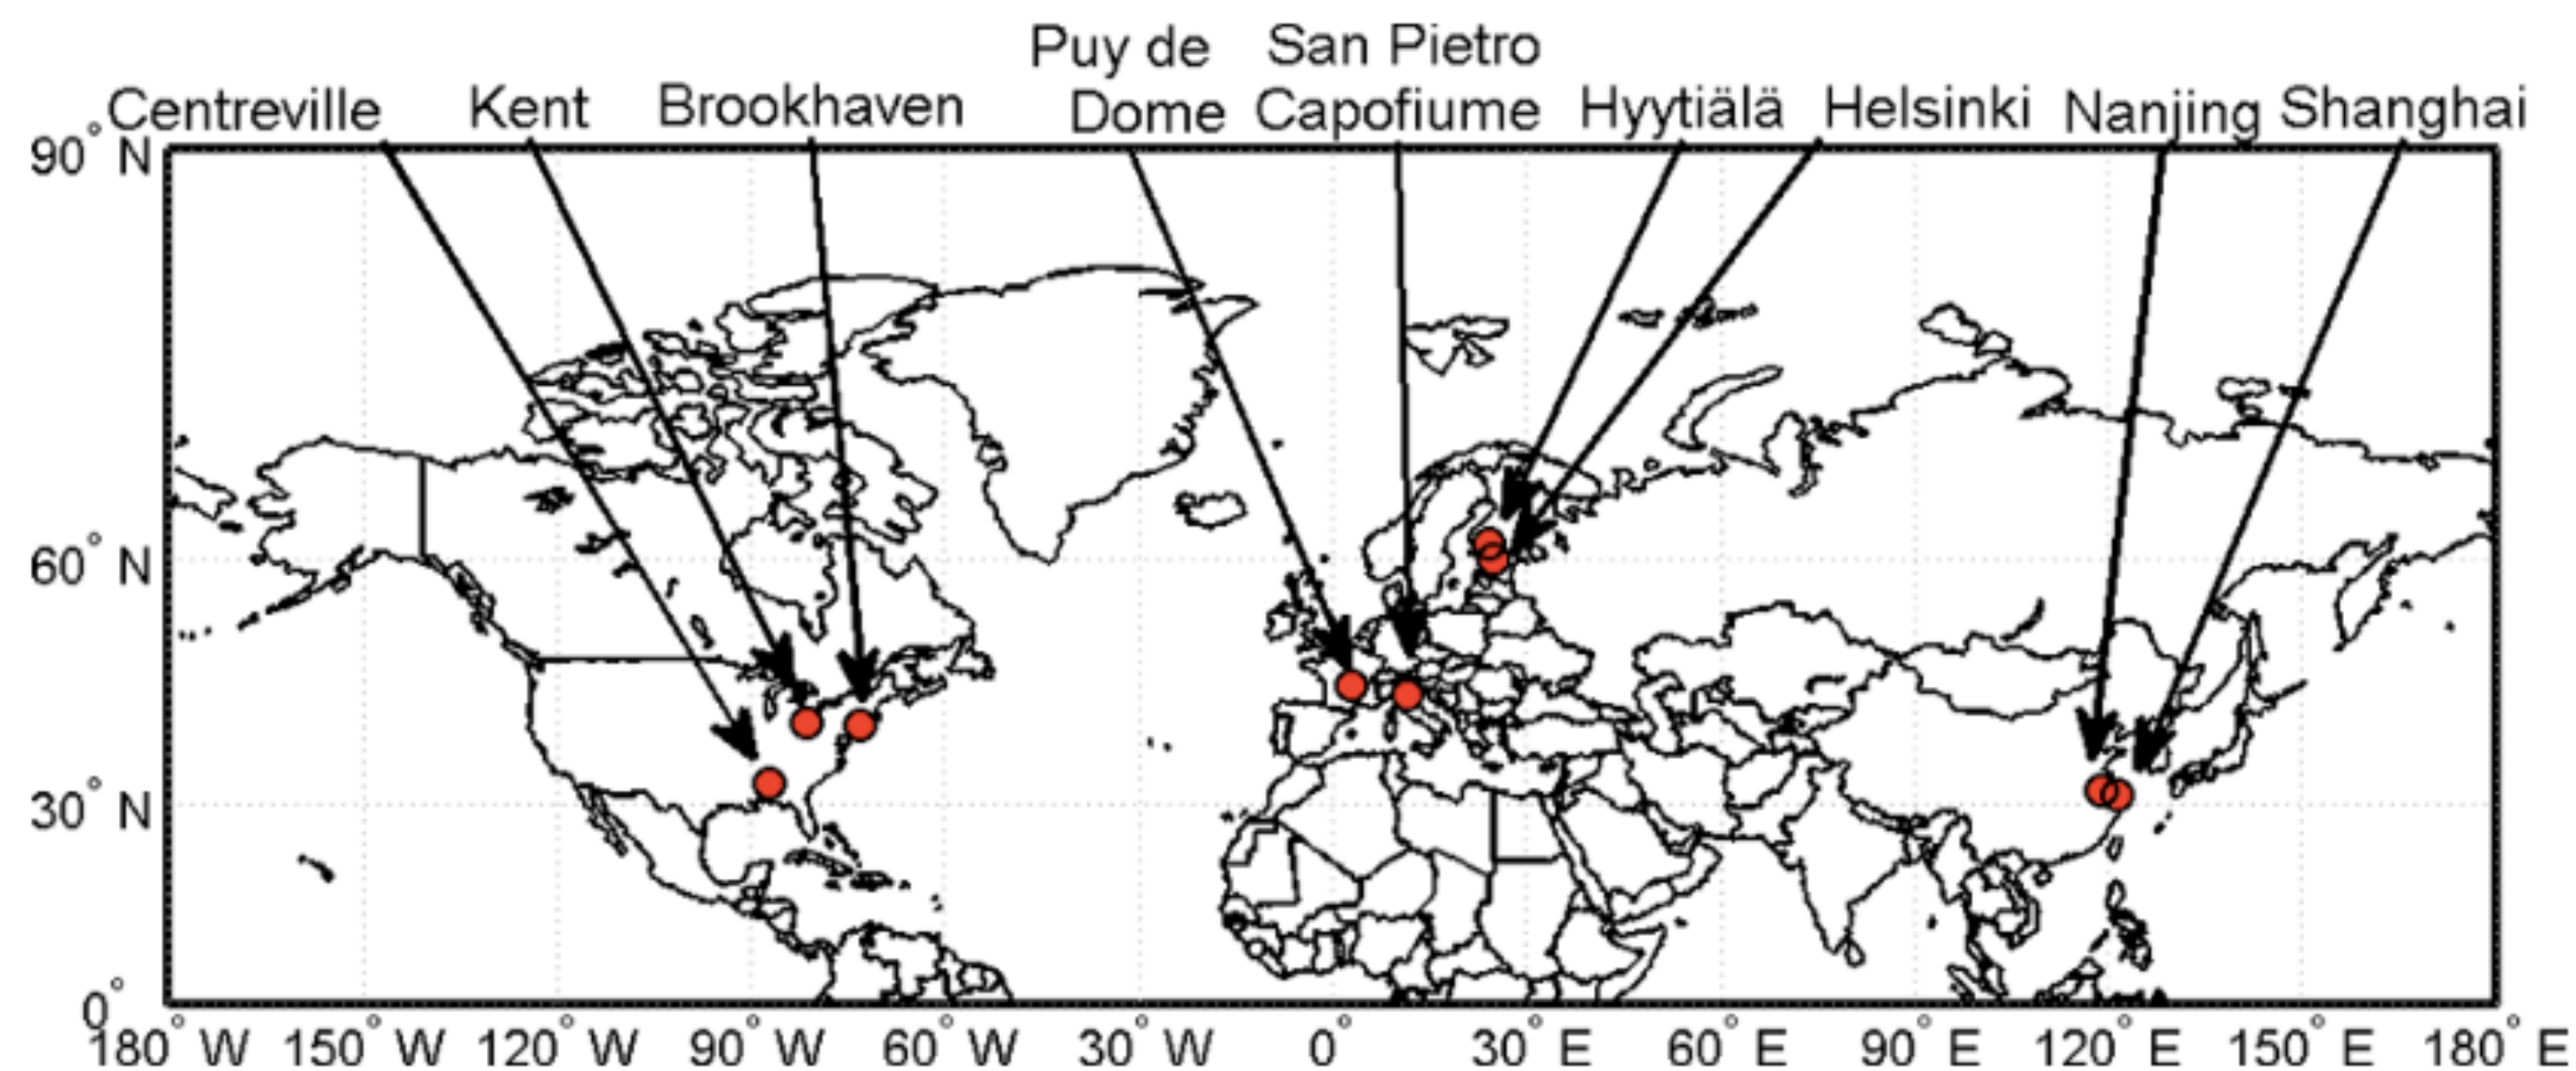 Puy de San Pietro
Centreville Kent Brookhaven Dome Capofiume Hyytiälä Helsinki Nanjing Shanghai
90° N
60° N
30° N
0°
180° W 150° W 120° W 90° W 60° W 30° W 0° 30° E 60° E 90° E 120° E 150° E 180° E